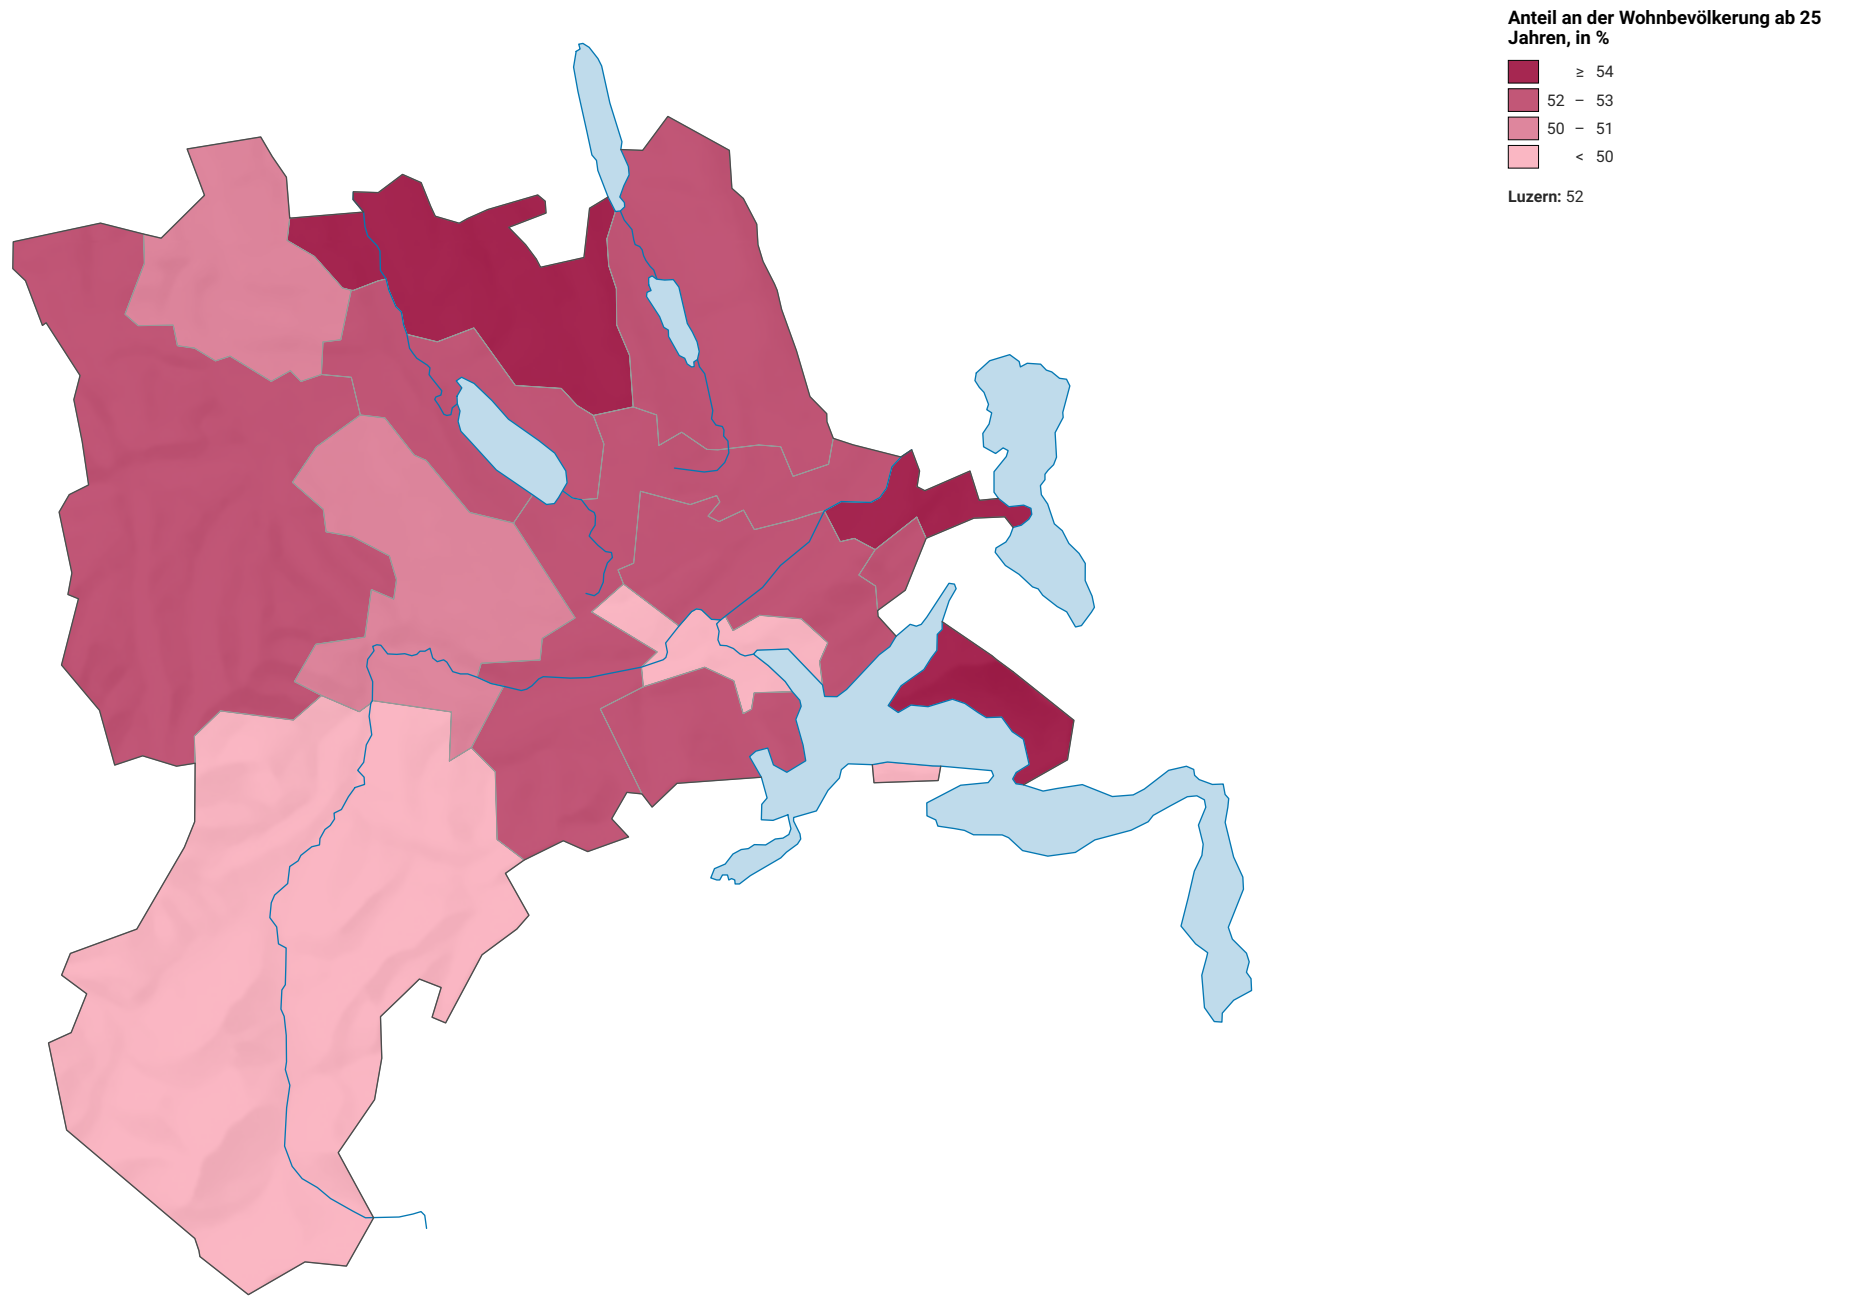 Anteil an der Wohnbevölkerung ab 25
Jahren, in %
≥ 54
52 – 53
50 – 51
< 50
Luzern: 52